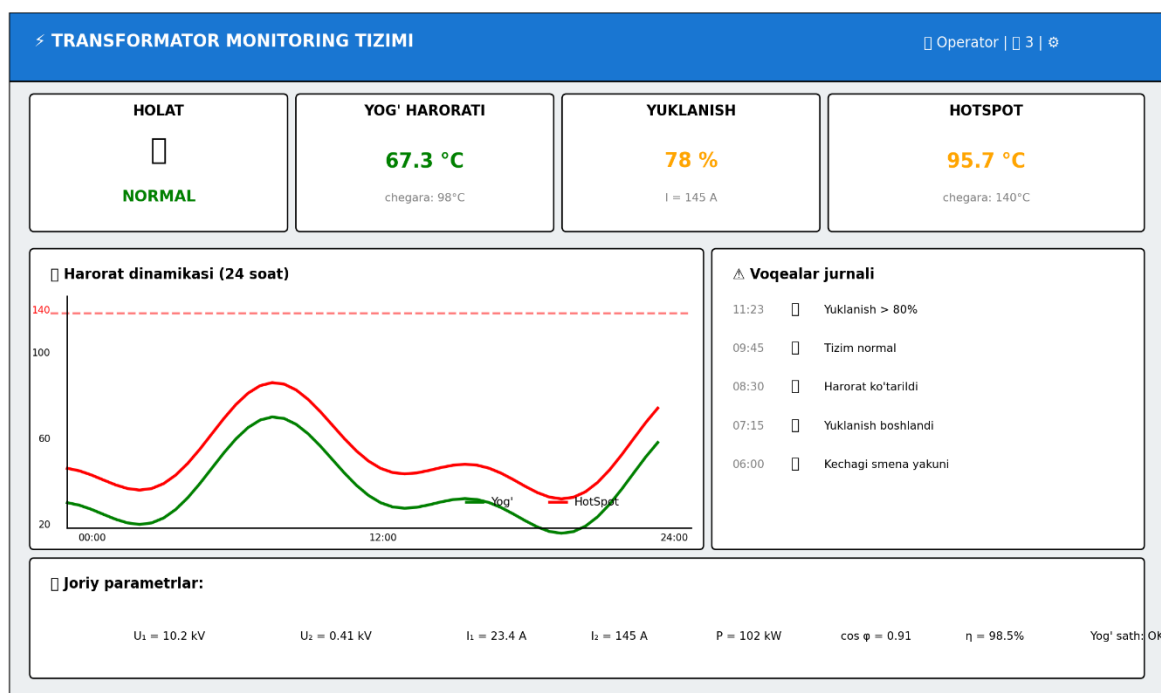 ⚡ TRANSFORMATOR MONITORING TIZIMI
Operator | 3 | ⚙
HOLAT
NORMAL
YOG' HARORATI
67.3 °C
chegara: 98°C
YUKLANISH
78 %
I = 145 A
HOTSPOT
95.7 °C
chegara: 140°C
Harorat dinamikasi (24 soat)
140
100
60
20
00:00
12:00
24:00
Yog'
HotSpot
⚠ Voqealar jurnali
11:23 Yuklanish > 80%
09:45 Tizim normal
08:30 Harorat ko'tarildi
07:15 Yuklanish boshlandi
06:00 Kechagi smena yakuni
Joriy parametrlar:
U₁ = 10.2 kV U₂ = 0.41 kV I₁ = 23.4 A I₂ = 145 A P = 102 kW cos φ = 0.91 η = 98.5% Yog' sath: OK